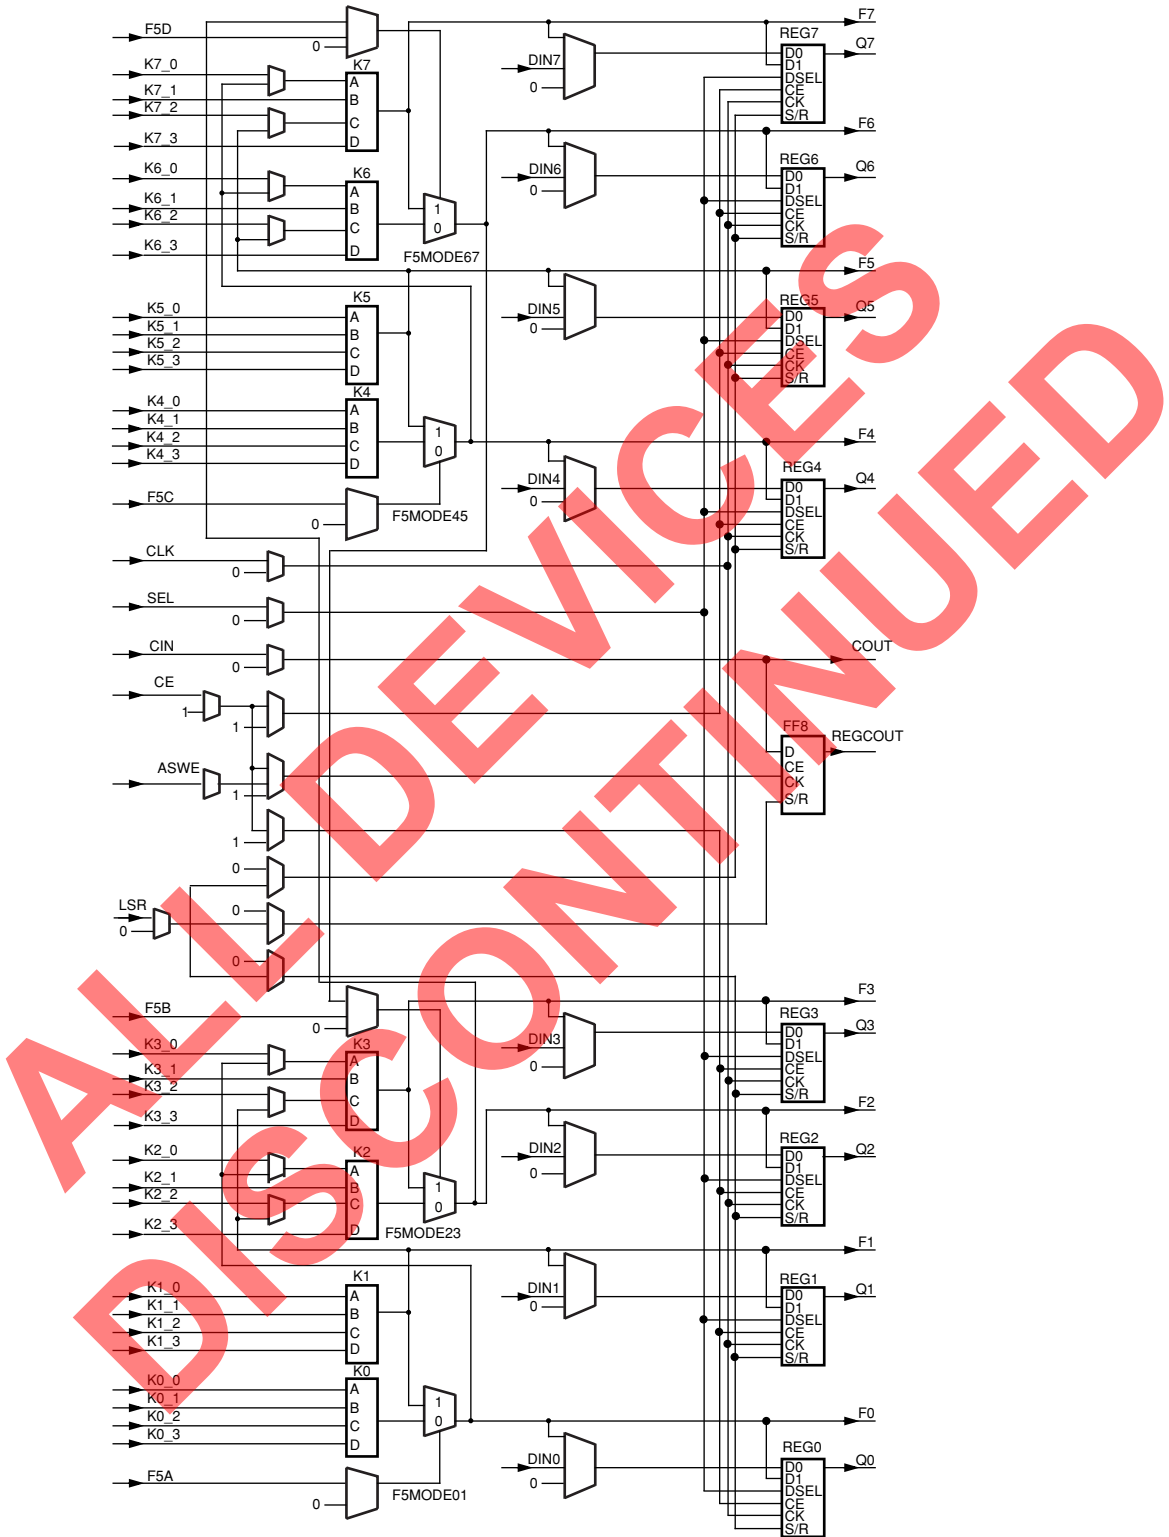 F5D
0
K7_0
K7_1
K7_2
K7_3
K7
A
B
C
D
DIN7
0
F7
REG7
D0
D1
DSEL
CE
CK
S/R
Q7
K6_0
K6_1
K6_2
K6_3
K6
A
B
C
D
1
0
F5MODE67
DIN6
0
F6
REG6
D0
D1
DSEL
CE
CK
S/R
Q6
K5_0
K5_1
K5_2
K5_3
K5
A
B
C
D
DIN5
0
F5
REG5
D0
D1
DSEL
CE
CK
S/R
Q5
K4_0
K4_1
K4_2
K4_3
K4
A
B
C
D
1
0
F5MODE45
DIN4
0
F4
REG4
D0
D1
DSEL
CE
CK
S/R
Q4
F5C
0
CLK
0
SEL
0
CIN
0
COUT
CE
1
1
FF8
D
CE
CK
S/R
REGCOUT
ASWE
1
1
0
LSR
0
0
0
F5B
0
K3_0
K3_1
K3_2
K3_3
K3
A
B
C
D
DIN3
0
F3
REG3
D0
D1
DSEL
CE
CK
S/R
Q3
K2_0
K2_1
K2_2
K2_3
K2
A
B
C
D
1
0
F5MODE23
DIN2
0
F2
REG2
D0
D1
DSEL
CE
CK
S/R
Q2
K1_0
K1_1
K1_2
K1_3
K1
A
B
C
D
DIN1
0
F1
REG1
D0
D1
DSEL
CE
CK
S/R
Q1
K0_0
K0_1
K0_2
K0_3
K0
A
B
C
D
1
0
F5MODE01
DIN0
0
F0
REG0
D0
D1
DSEL
CE
CK
S/R
Q0
F5A
0
ALL DEVICES
DISCONTINUED